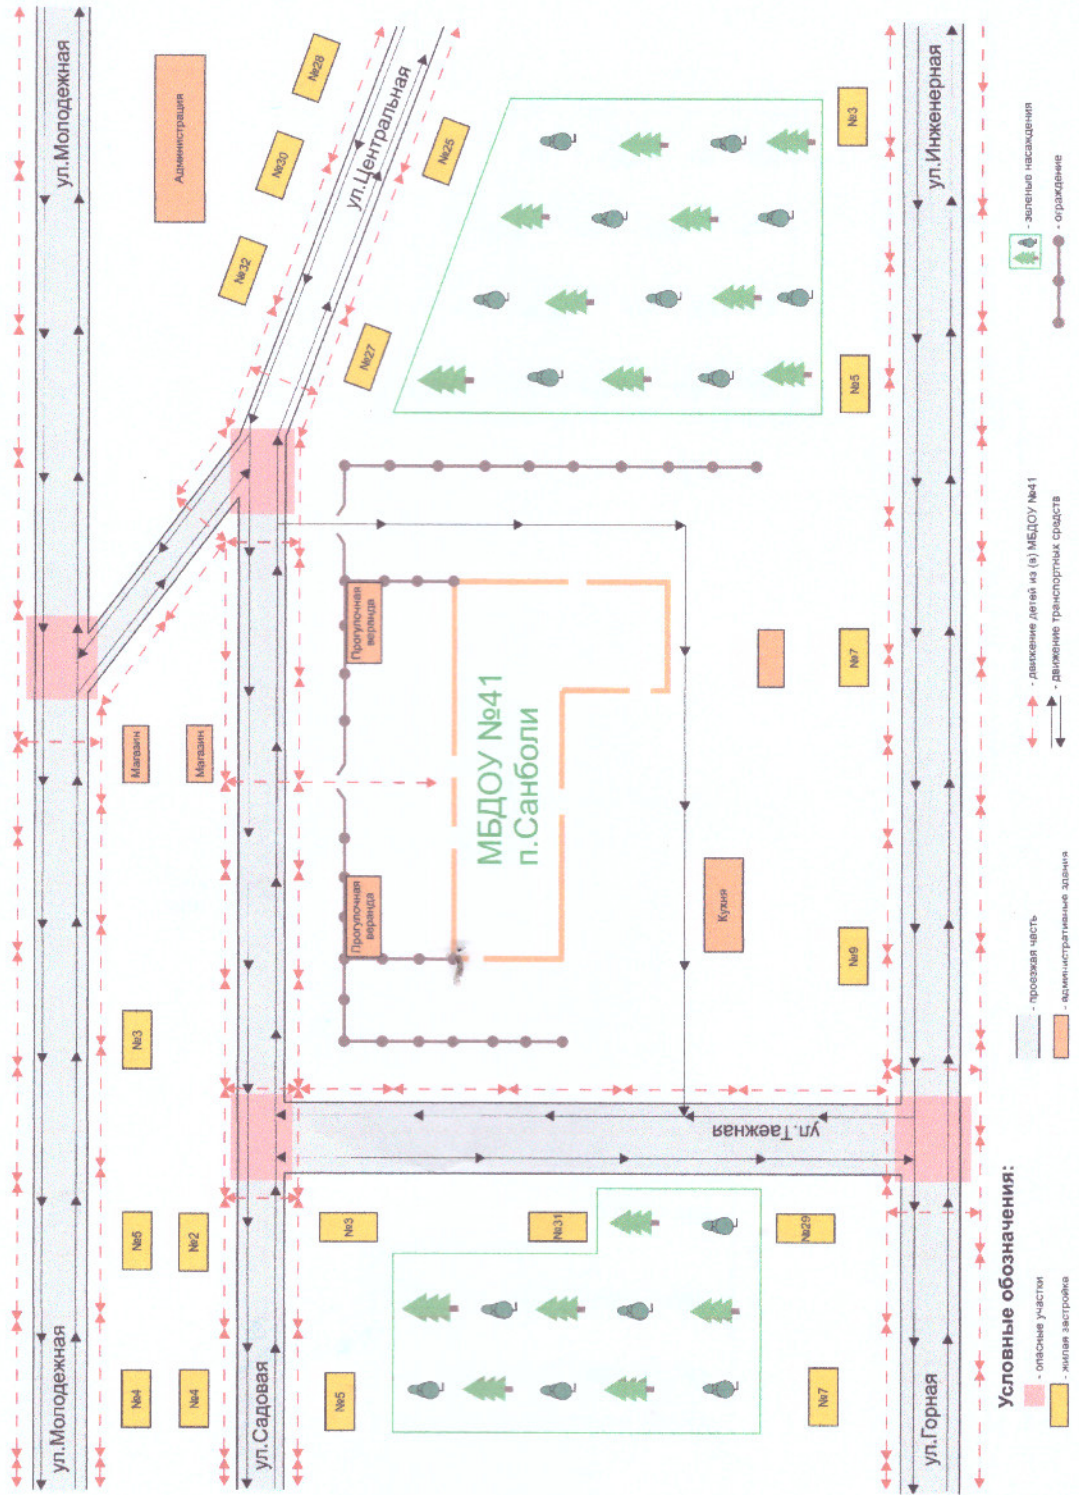 ул.Молодежная
ул.Молодежная
Администрация
№28
№30
№32
ул.Центральная
№25
№27
Магазин
Магазин
№3
№5
№2
№4
№4
ул.Садовая
Прогулочная
веранда
Прогулочная
веранда
МБДОУ №41
п.Санболи
Кухня
№3
№5
№7
№9
ул.Таежная
№3
№31
№29
№5
№7
ул.Горная
ул.Инженерная
Условные обозначения:
- опасные участки
- жилая застройка
- проезжая часть
- административные здания
- движение детей из (в) МБДОУ №41
- движение транспортных средств
- зеленые насаждения
- ограждение